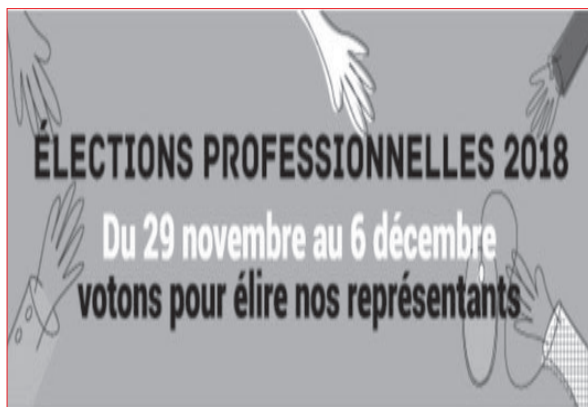 ÉLECTIONS PROFESSIONNELLES 2018
Du 29 novembre au 6 décembre
votons pour élire nos représentants